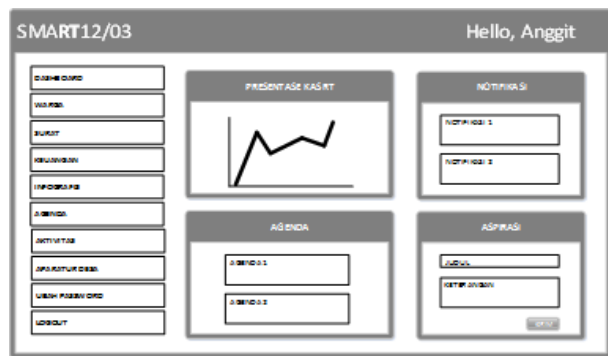 SMART12/03
Hello, Anggit
DASHBOARD
WARGA
SURAT
KEUANGAN
INFOGRAFIS
AGENDA
AKTIVITAS
APARATUR DESA
UBAH PASSWORD
LOGOUT
PRESENTASE KAS RT
NOTIFIKASI
NOTIFIKASI 1
NOTIFIKASI 2
AGENDA
AGENDA 1
AGENDA 2
ASPIRASI
JUDUL
KETERANGAN